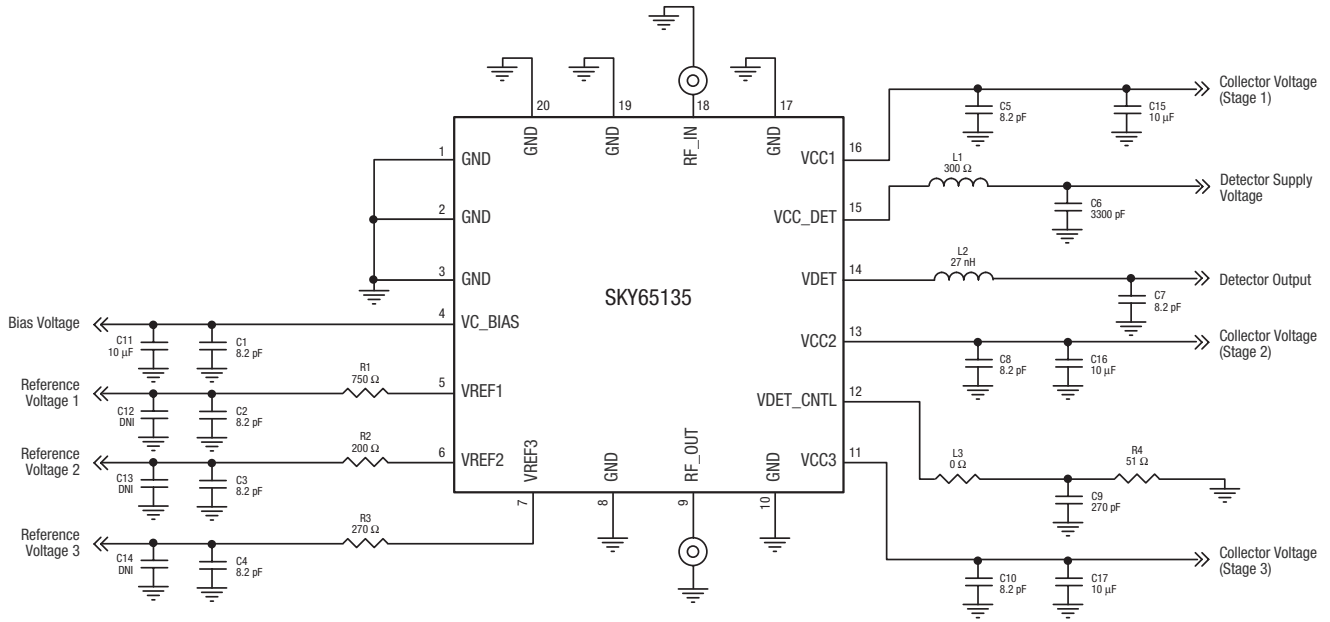 20
19
18
17
GND
GND
RF_IN
GND
1
GND
2
GND
3
GND
4
VC_BIAS
5
VREF1
6
VREF2
7
VREF3
8
GND
9
RF_OUT
10
GND
11
VCC3
12
VDET_CNTL
13
VCC2
14
VDET
15
VCC_DET
16
VCC1
SKY65135
Bias Voltage
C11
10 µF
C1
8.2 pF
Reference
Voltage 1
C12
DNI
C2
8.2 pF
R1
750 Ω
Reference
Voltage 2
C13
DNI
C3
8.2 pF
R2
200 Ω
Reference
Voltage 3
C14
DNI
C4
8.2 pF
R3
270 Ω
C5
8.2 pF
C15
10 µF
Collector Voltage
(Stage 1)
L1
300 Ω
C6
3300 pF
Detector Supply
Voltage
L2
27 nH
C7
8.2 pF
Detector Output
C8
8.2 pF
C16
10 µF
Collector Voltage
(Stage 2)
L3
0 Ω
C9
270 pF
R4
51 Ω
C10
8.2 pF
C17
10 µF
Collector Voltage
(Stage 3)